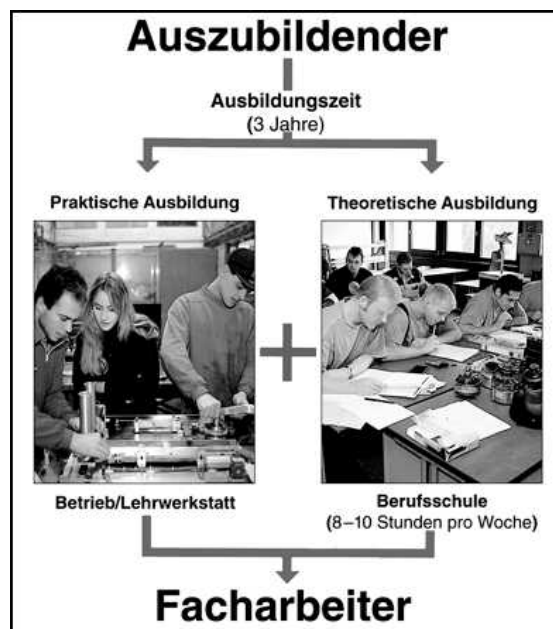 Auszubildender
Ausbildungszeit
(3 Jahre)
Praktische Ausbildung
Theoretische Ausbildung
+
Betrieb/Lehrwerkstatt
Berufsschule
(8–10 Stunden pro Woche)
Facharbeiter